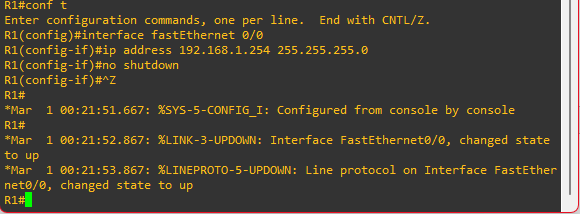 R1#conf t
Enter configuration commands, one per line.  End with CNTL/Z.
R1(config)#interface fastEthernet 0/0
R1(config-if)#ip address 192.168.1.254 255.255.255.0
R1(config-if)#no shutdown
R1(config-if)#^Z
R1#
*Mar  1 00:21:51.667: %SYS-5-CONFIG_I: Configured from console by console
R1#
*Mar  1 00:21:52.867: %LINK-3-UPDOWN: Interface FastEthernet0/0, changed state
to up
*Mar  1 00:21:53.867: %LINEPROTO-5-UPDOWN: Line protocol on Interface FastEther
net0/0, changed state to up
R1#